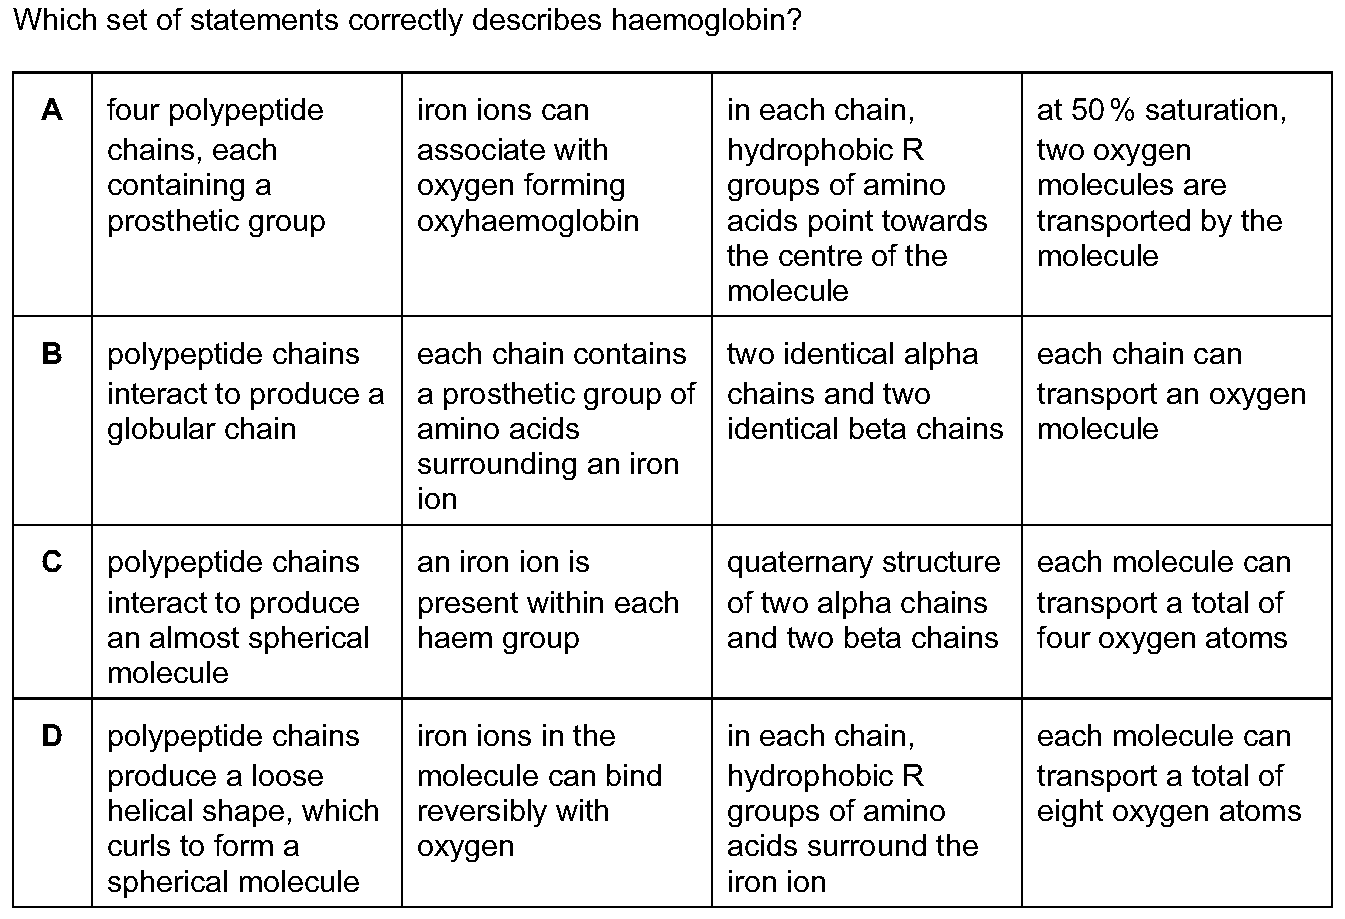 Which set of statements correctly describes haemoglobin?
A
four polypeptide
chains, each
containing a
prosthetic group
iron ions can
associate with
oxygen forming
oxyhaemoglobin
in each chain,
hydrophobic R
groups of amino
acids point towards
the centre of the
molecule
at 50 % saturation,
two oxygen
molecules are
transported by the
molecule
B
polypeptide chains
interact to produce a
globular chain
each chain contains
a prosthetic group of
amino acids
surrounding an iron
ion
two identical alpha
chains and two
identical beta chains
each chain can
transport an oxygen
molecule
C
polypeptide chains
interact to produce
an almost spherical
molecule
an iron ion is
present within each
haem group
quaternary structure
of two alpha chains
and two beta chains
each molecule can
transport a total of
four oxygen atoms
D
polypeptide chains
produce a loose
helical shape, which
curls to form a
spherical molecule
iron ions in the
molecule can bind
reversibly with
oxygen
in each chain,
hydrophobic R
groups of amino
acids surround the
iron ion
each molecule can
transport a total of
eight oxygen atoms